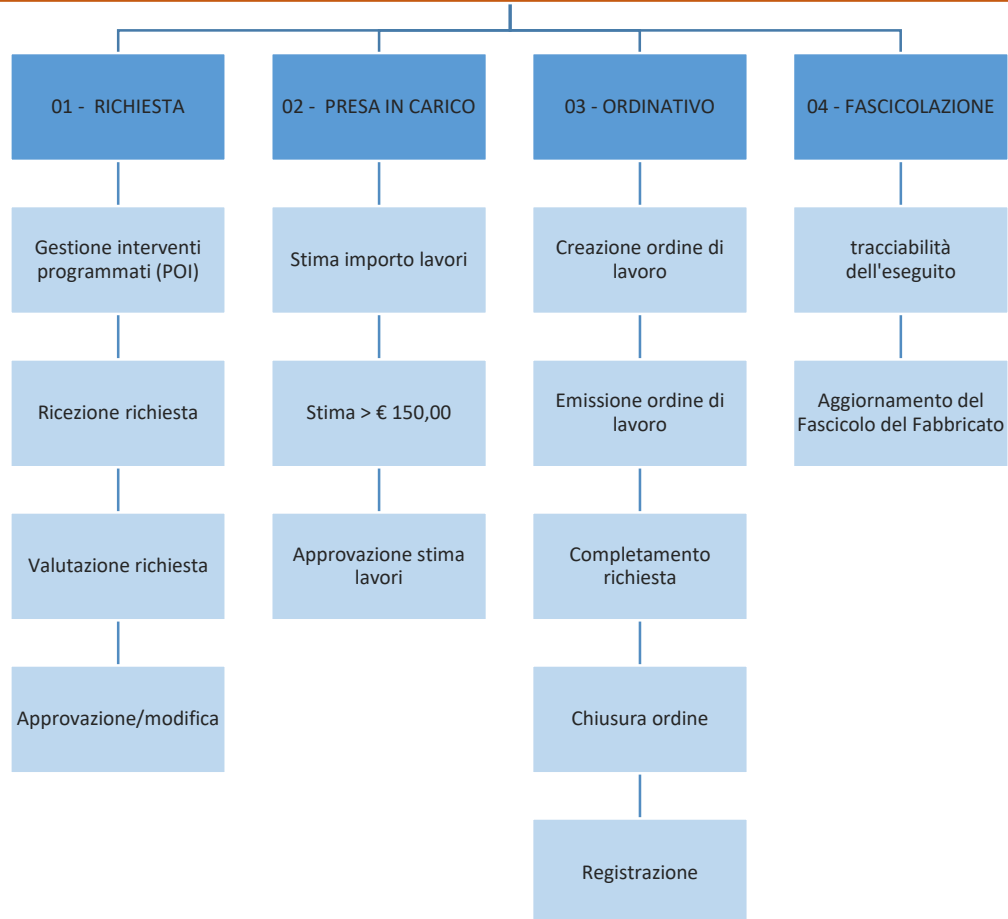 01 - RICHIESTA
Gestione interventi
programmati (POI)
Ricezione richiesta
Valutazione richiesta
Approvazione/modifica
02 - PRESA IN CARICO
Stima importo lavori
Stima > € 150,00
Approvazione stima
lavori
03 - ORDINATIVO
Creazione ordine di
lavoro
Emissione ordine di
lavoro
Completamento
richiesta
Chiusura ordine
Registrazione
04 - FASCICOLAZIONE
tracciabilità
dell'eseguito
Aggiornamento del
Fascicolo del Fabbricato